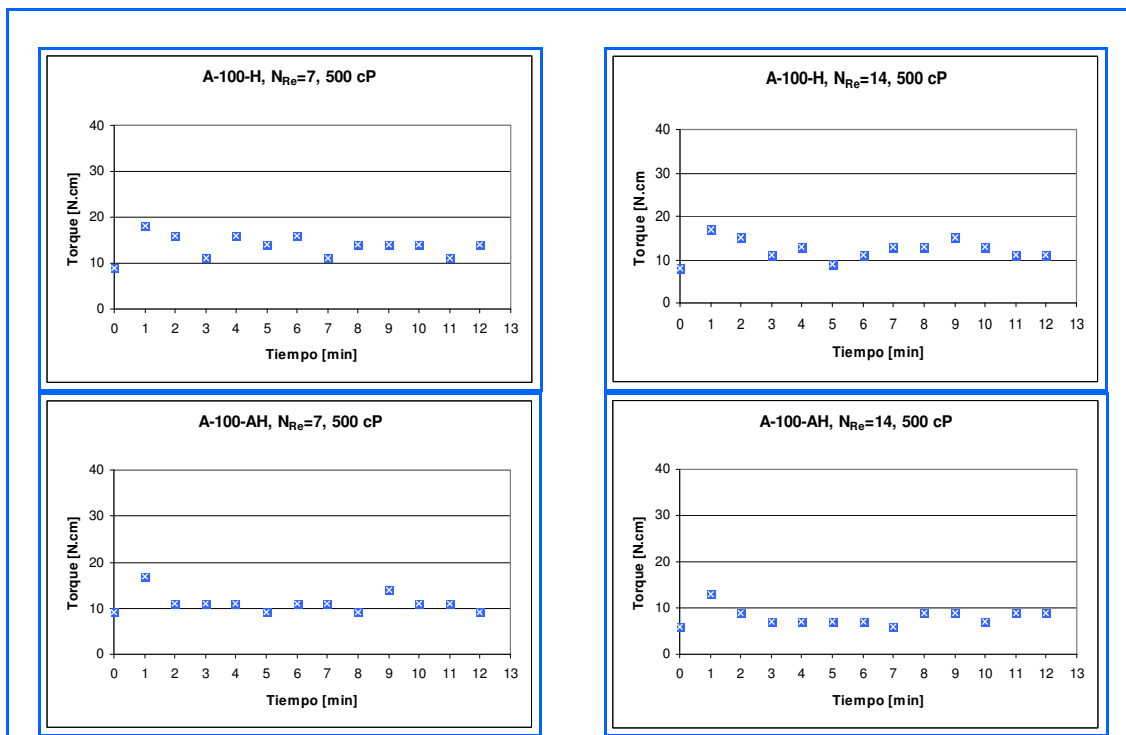 A-100-H, NRe=7, 500 cP
40
30
20
10
0
Torque [N.cm]
0 1 2 3 4 5 6 7 8 9 10 11 12 13
Tiempo [min]
A-100-H, NRe=14, 500 cP
40
30
20
10
0
Torque [N.cm
0 1 2 3 4 5 6 7 8 9 10 11 12 13
Tiempo [min]
A-100-AH, NRe=7, 500 cP
40
30
20
10
0
Torque [N.cm]
0 1 2 3 4 5 6 7 8 9 10 11 12 13
Tiempo [min]
A-100-AH, NRe=14, 500 cP
40
30
20
10
0
Torque [N.cm]
0 1 2 3 4 5 6 7 8 9 10 11 12 13
Tiempo [min]